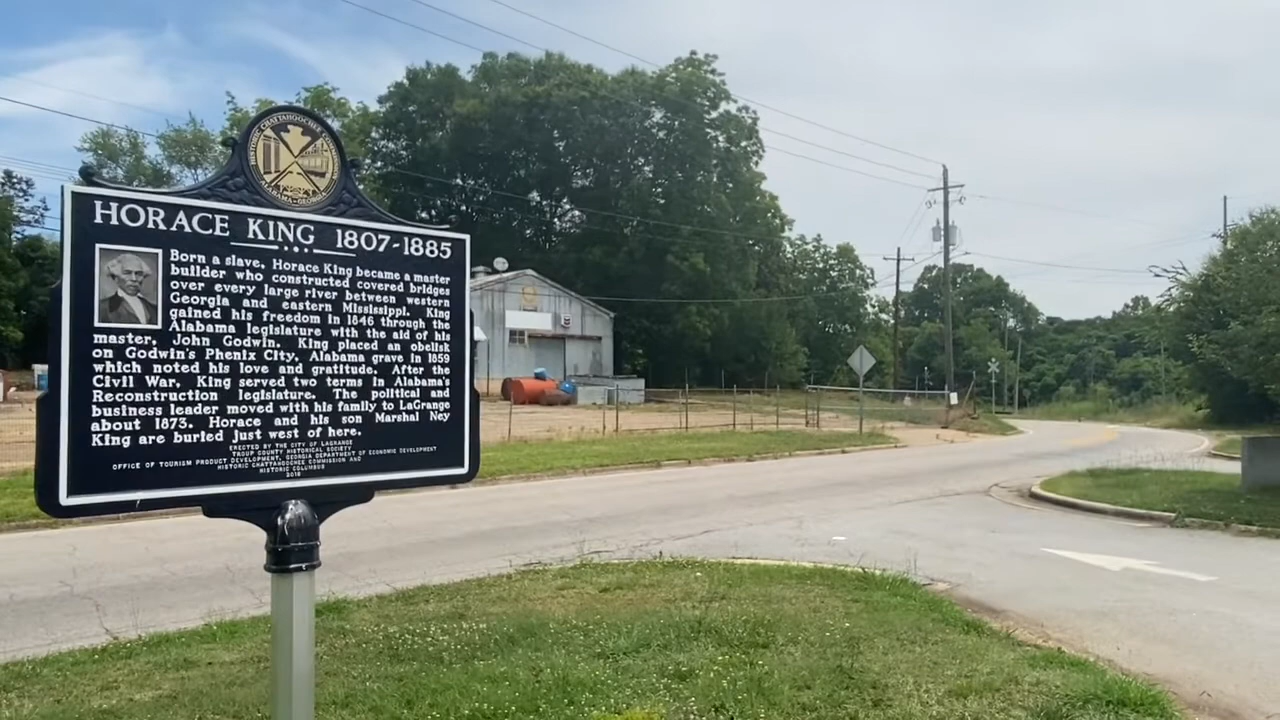 HISTORIC CHATTAHOOCHEE COMMISSION
ALABAMA-GEORGIA
HORACE KING 1807-1885
Born a slave, Horace King became a master
builder who constructed covered bridges
over every large river between western
Georgia and eastern Mississippi. King
gained his freedom in 1846 through the
Alabama legislature with the aid of his
master, John Godwin. King placed an obelisk
on Godwin's Phenix City, Alabama grave in 1859
which noted his love and gratitude. After the
Civil War, King served two terms in Alabama's
Reconstruction legislature. The political and
business leader moved with his family to LaGrange
about 1873. Horace and his son Marshal Ney
King are buried just west of here.
ERECTED BY THE CITY OF LAGRANGE
TROUP COUNTY HISTORICAL SOCIETY
OFFICE OF TOURISM PRODUCT DEVELOPMENT, GEORGIA DEPARTMENT OF ECONOMIC DEVELOPMENT
HISTORIC CHATTAHOOCHEE COMMISSION AND
HISTORIC COLUMBUS
2018